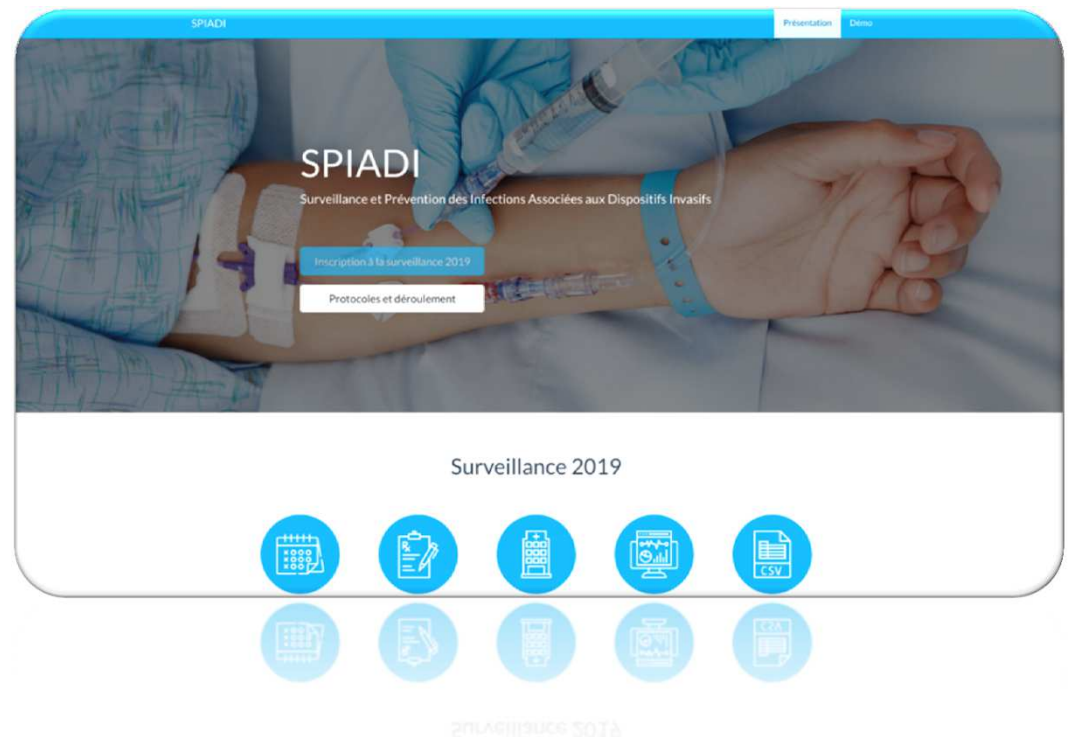 SPIADI
Présentation
Démo
SPIADI
Surveillance et Prévention des Infections Associées aux Dispositifs Invasifs
Inscription à la surveillance 2019
Protocoles et déroulement
Surveillance 2019
Rx
CSV